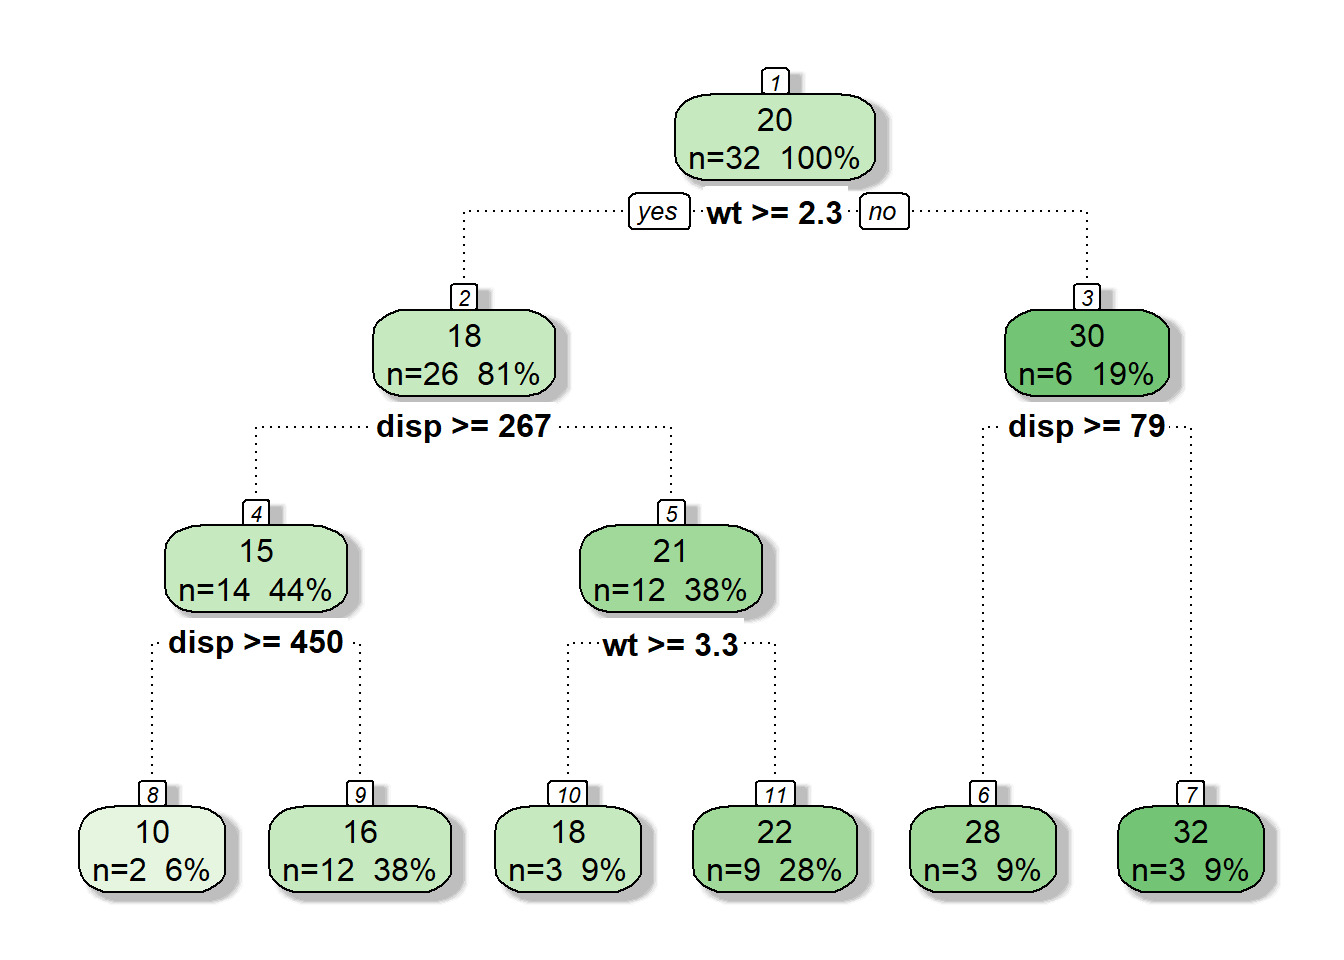 1
20
n=32 100%
yes wt >= 2.3 no
2
18
n=26 81%
disp >= 267
3
30
n=6 19%
disp >= 79
4
15
n=14 44%
disp >= 450
5
21
n=12 38%
wt >= 3.3
8
10
n=2 6%
9
16
n=12 38%
10
18
n=3 9%
11
22
n=9 28%
6
28
n=3 9%
7
32
n=3 9%